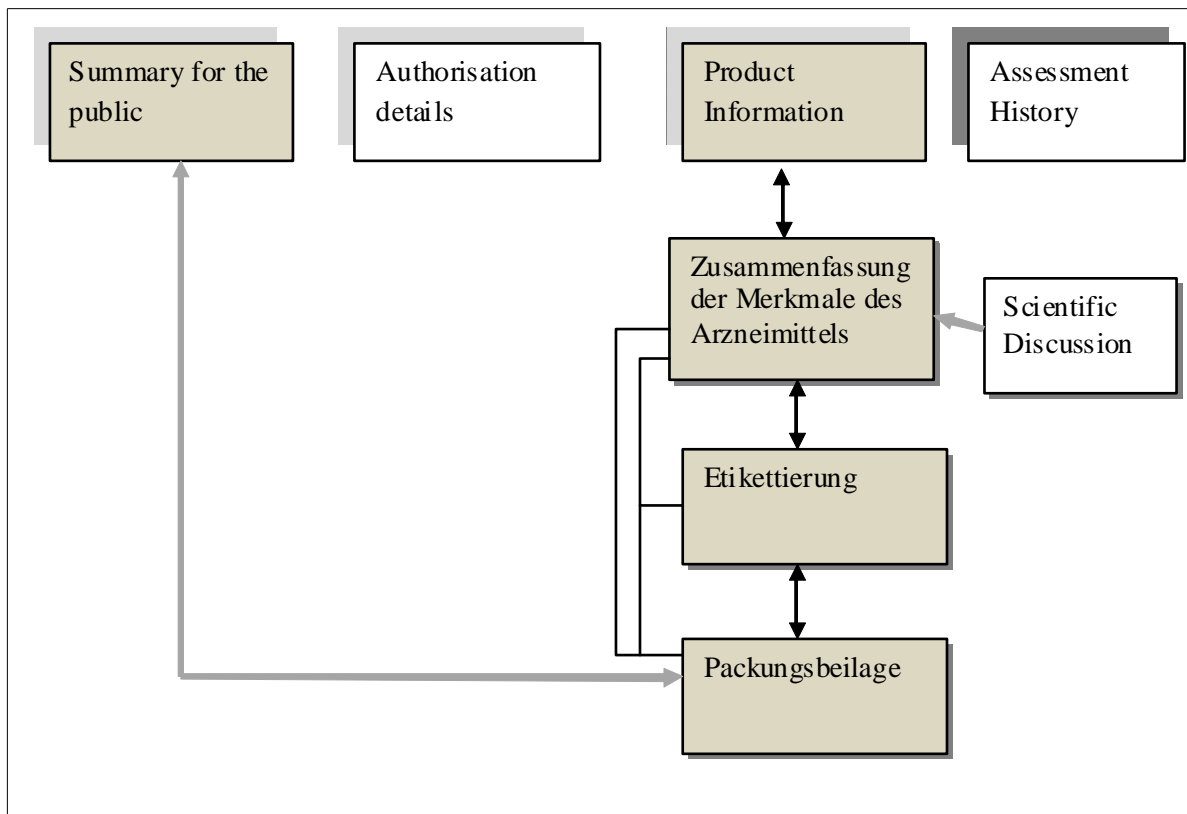 Summary for the
public
Authorisation
details
Product
Information
Assessment
History
Zusammenfassung
der Merkmale des
Arzneimittels
Scientific
Discussion
Etikettierung
Packungsbeilage